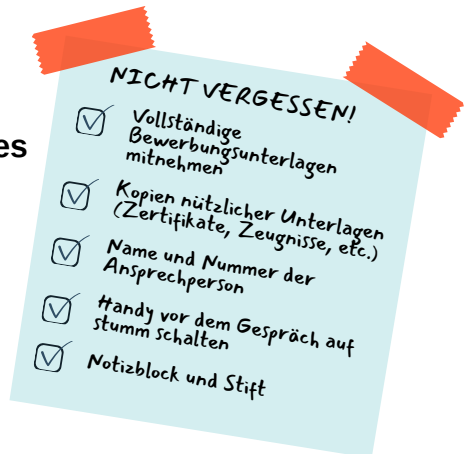 NICHT VERGESSEN!
Vollständige
Bewerbungsunterlagen
mitnehmen
es
Kopien nützlicher Unterlagen
(Zertifikate, Zeugnisse, etc.)
Name und Nummer der
Ansprechperson
Handy vor dem Gespräch auf
stumm schalten
Notizblock und Stift